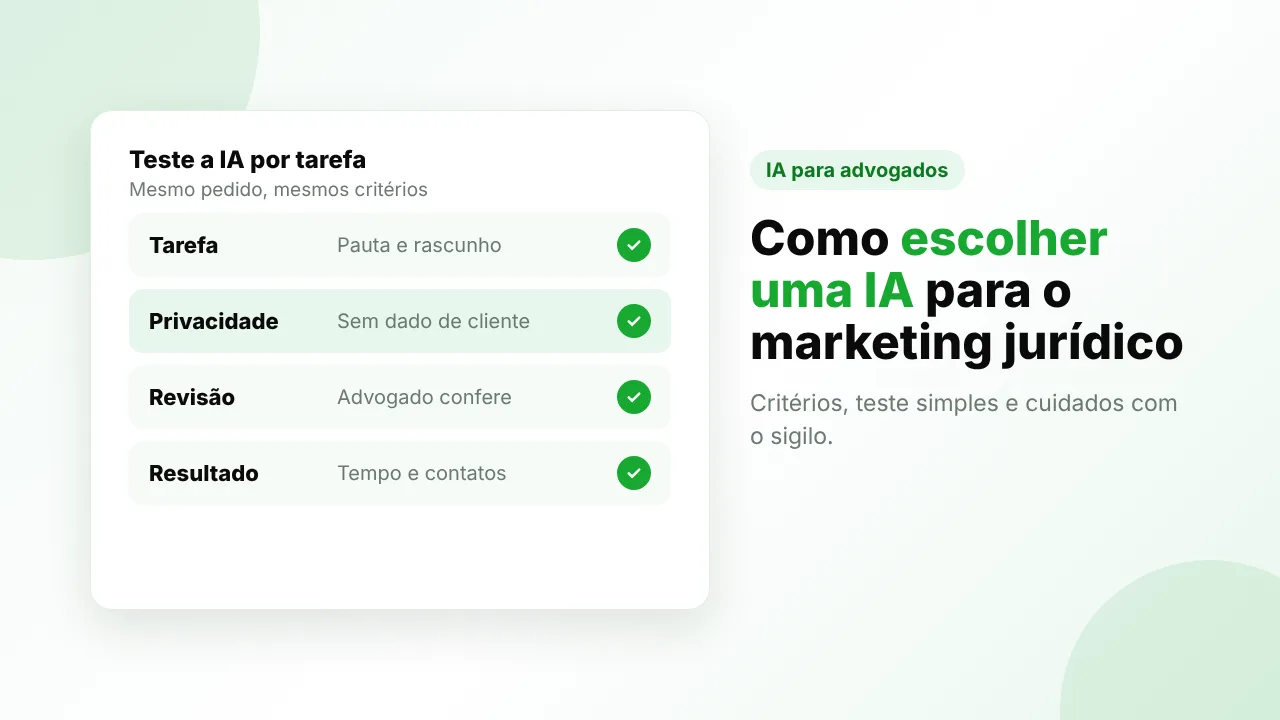 Teste a IA por tarefa
Mesmo pedido, mesmos critérios
Tarefa Pauta e rascunho
Privacidade Sem dado de cliente
Revisão Advogado confere
Resultado Tempo e contatos
IA para advogados
Como escolher
uma IA para o
marketing jurídico
Critérios, teste simples e cuidados com
o sigilo.